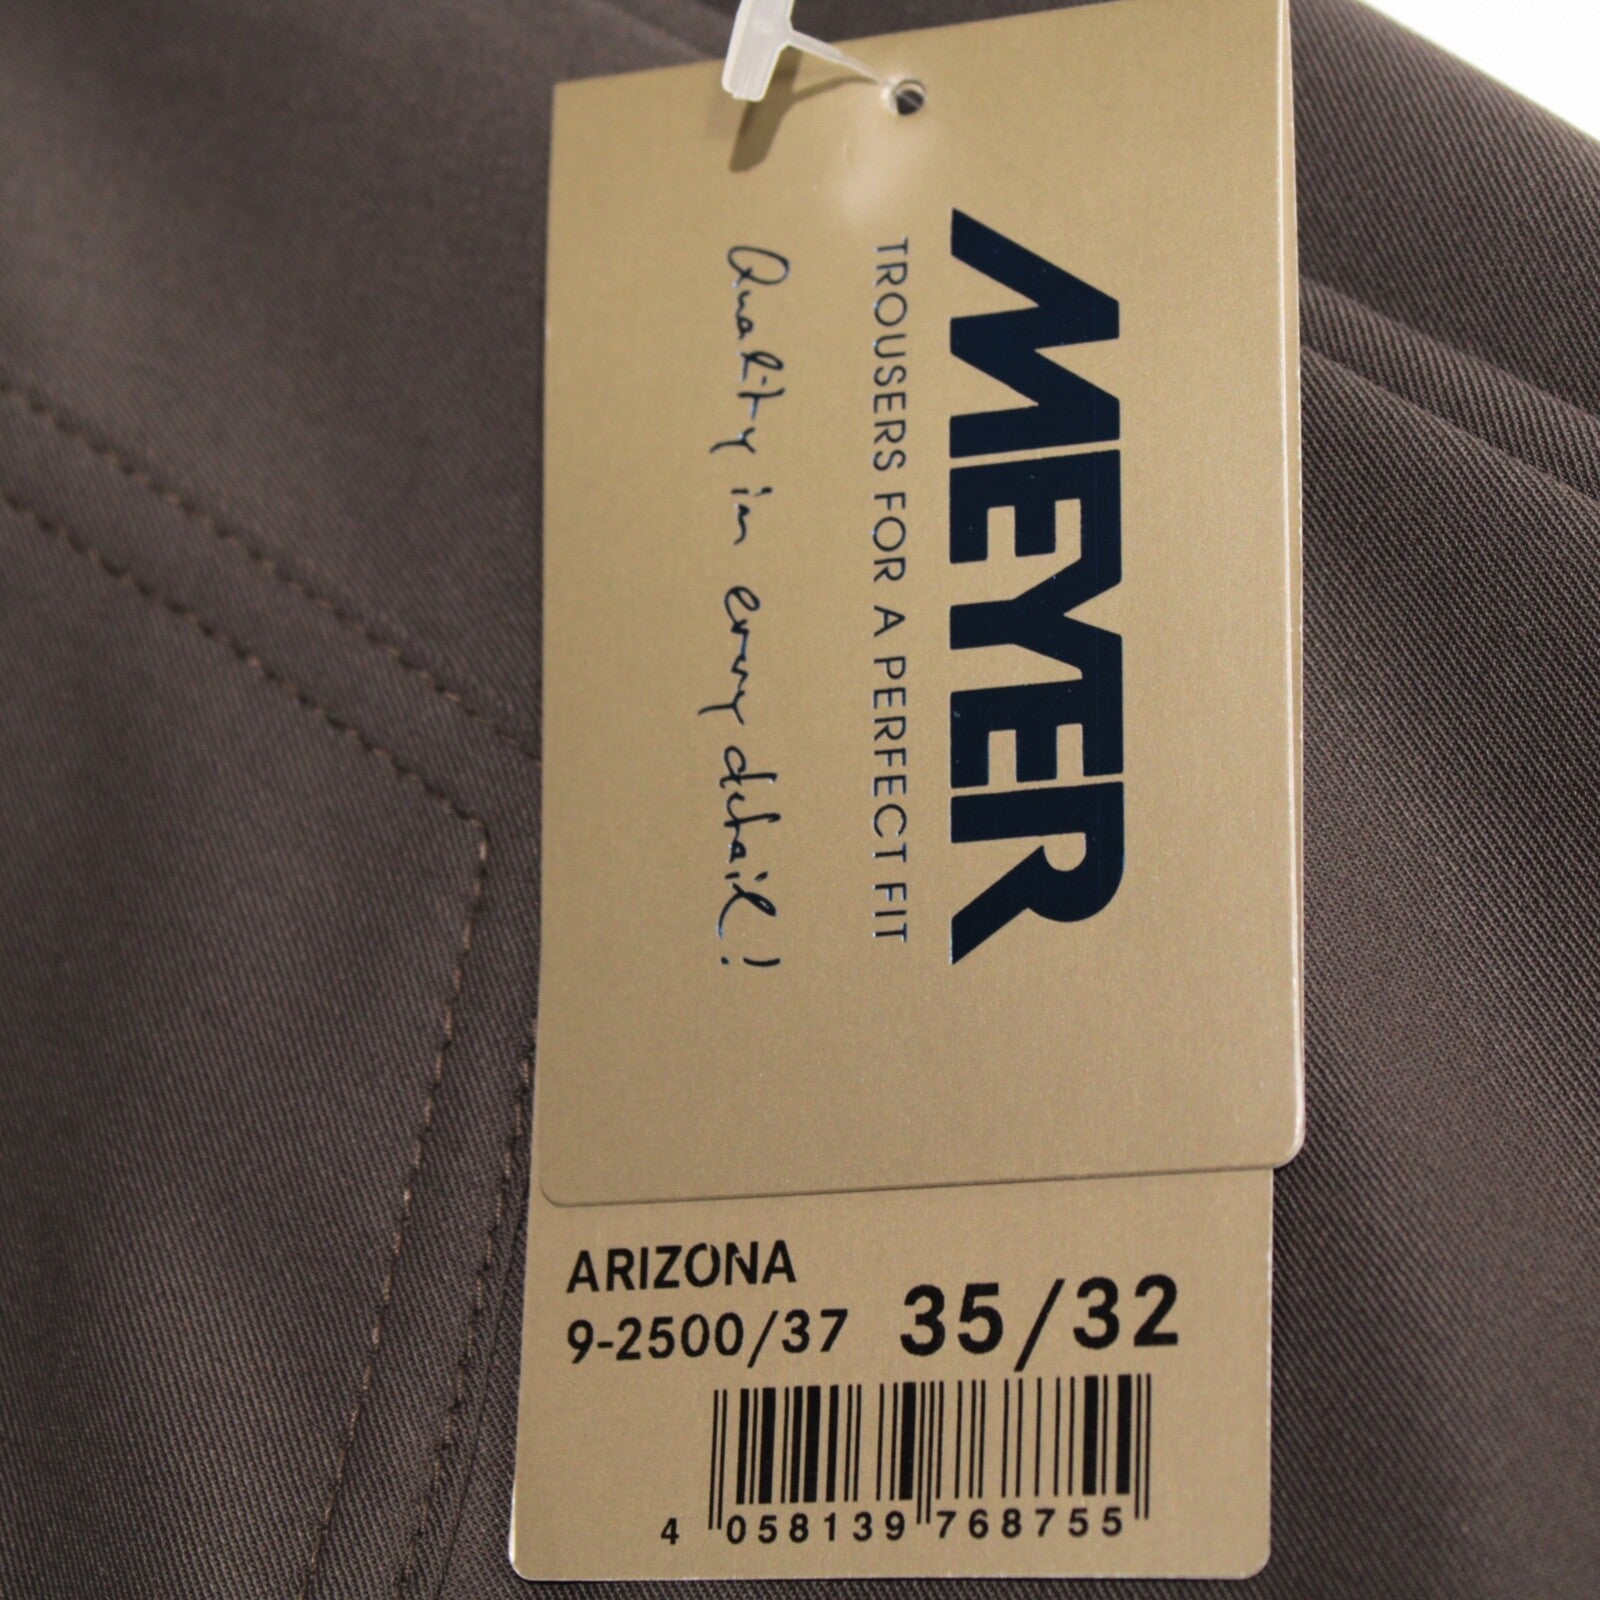 MEYER
TROUSERS FOR A PERFECT FIT
Quality in every detail!
ARIZONA
9-2500/37 35/32
4 058139 768755